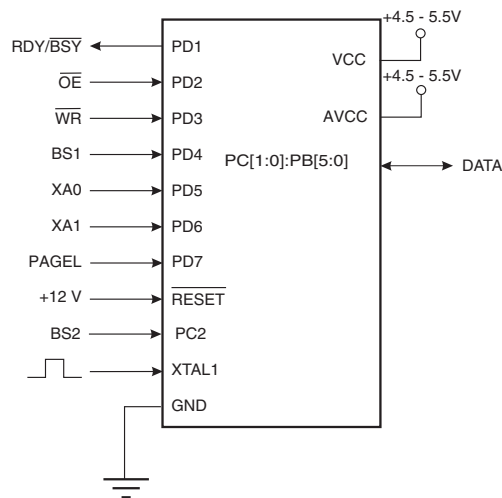 +4.5 - 5.5V
RDY/BSY PD1
VCC
OE PD2
+4.5 - 5.5V
WR PD3
AVCC
BS1 PD4
PC[1:0]:PB[5:0] DATA
XA0 PD5
XA1 PD6
PAGEL PD7
+12 V RESET
BS2 PC2
XTAL1
GND